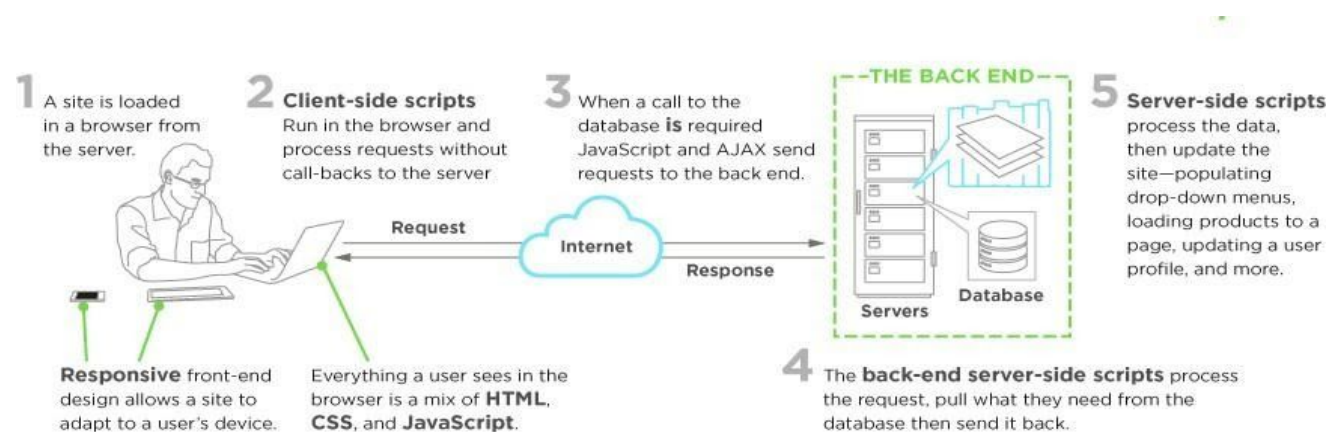 1 A site is loaded
in a browser from
the server.
2 Client-side scripts
Run in the browser and
process requests without
call-backs to the server
3 When a call to the
database is required
JavaScript and AJAX send
requests to the back end.
THE BACK END
5 Server-side scripts
process the data,
then update the
site—populating
drop-down menus,
loading products to a
page, updating a user
profile, and more.
Request
Internet
Response
Servers
Database
Responsive front-end
design allows a site to
adapt to a user's device.
Everything a user sees in the
browser is a mix of HTML,
CSS, and JavaScript.
4 The back-end server-side scripts process
the request, pull what they need from the
database then send it back.